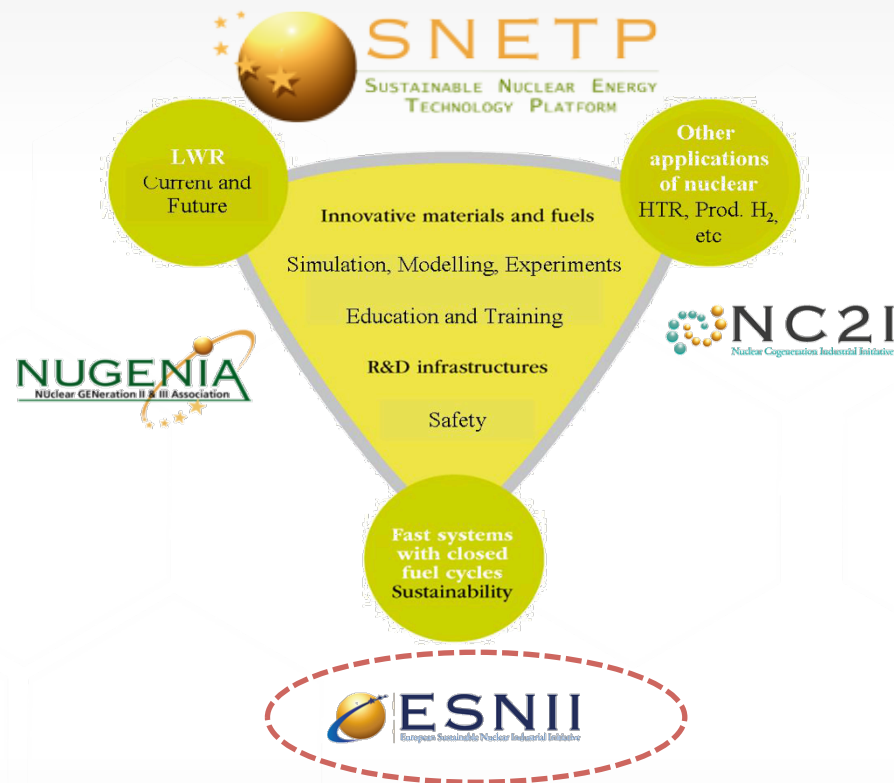 SNETP
SUSTAINABLE NUCLEAR ENERGY
TECHNOLOGY PLATFORM
LWR
Current and
Future
Other
applications
of nuclear
HTR, Prod. H₂,
etc
Innovative materials and fuels
Simulation, Modelling, Experiments
Education and Training
R&D infrastructures
Safety
NUGENIA
NUclear GENeration II & III Association
NC2I
Nuclear Cogeneration Industrial Initiative
Fast systems
with closed
fuel cycles
Sustainability
ESNII
European Sustainable Nuclear Industrial Initiative